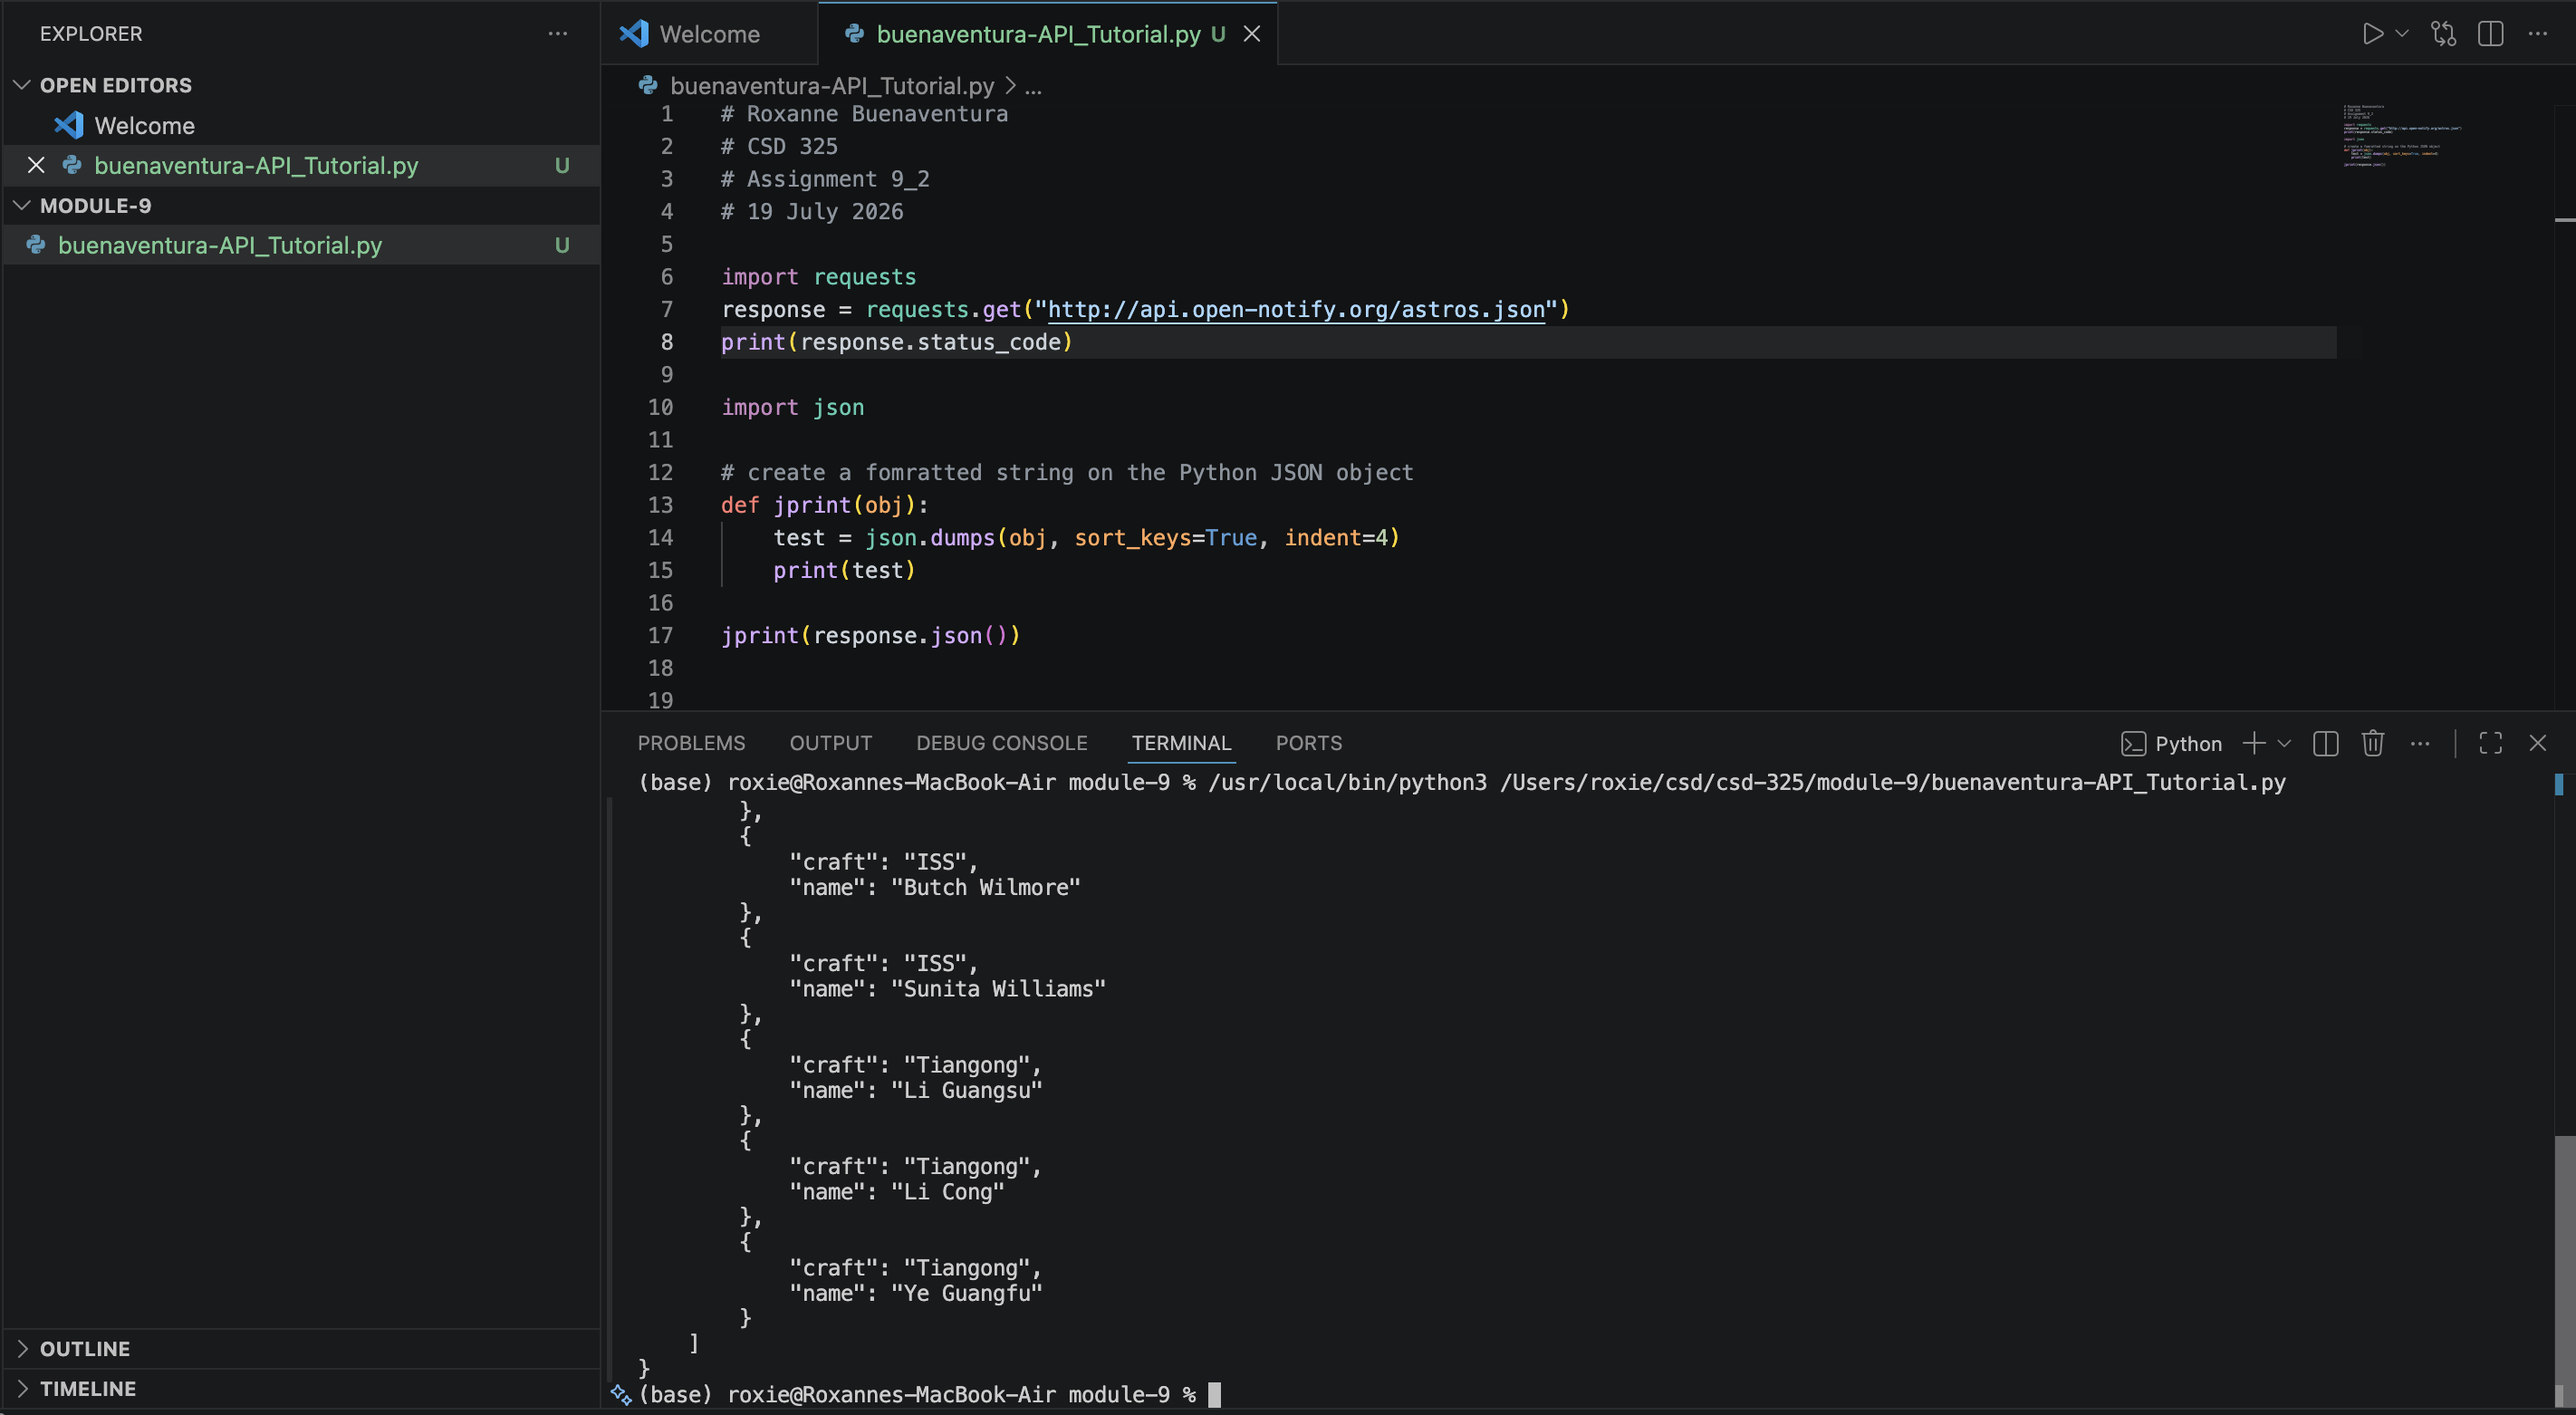 EXPLORER
OPEN EDITORS
Welcome
buenaventura-API_Tutorial.py U
MODULE-9
buenaventura-API_Tutorial.py U
OUTLINE
TIMELINE
Welcome
buenaventura-API_Tutorial.py U
buenaventura-API_Tutorial.py > ...
1 # Roxanne Buenaventura
2 # CSD 325
3 # Assignment 9_2
4 # 19 July 2026
5
6 import requests
7 response = requests.get("http://api.open-notify.org/astros.json")
8 print(response.status_code)
9
10 import json
11
12 # create a fomratted string on the Python JSON object
13 def jprint(obj):
14     test = json.dumps(obj, sort_keys=True, indent=4)
15     print(test)
16
17 jprint(response.json())
18
19
PROBLEMS OUTPUT DEBUG CONSOLE TERMINAL PORTS
Python
(base) roxie@Roxannes-MacBook-Air module-9 % /usr/local/bin/python3 /Users/roxie/csd/csd-325/module-9/buenaventura-API_Tutorial.py
        },
        {
            "craft": "ISS",
            "name": "Butch Wilmore"
        },
        {
            "craft": "ISS",
            "name": "Sunita Williams"
        },
        {
            "craft": "Tiangong",
            "name": "Li Guangsu"
        },
        {
            "craft": "Tiangong",
            "name": "Li Cong"
        },
        {
            "craft": "Tiangong",
            "name": "Ye Guangfu"
        }
    ]
}
(base) roxie@Roxannes-MacBook-Air module-9 %